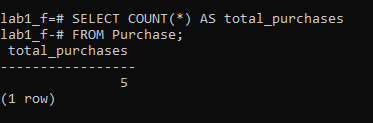 lab1_f=# SELECT COUNT(*) AS total_purchases
lab1_f-# FROM Purchase;
 total_purchases
-----------------
               5
(1 row)